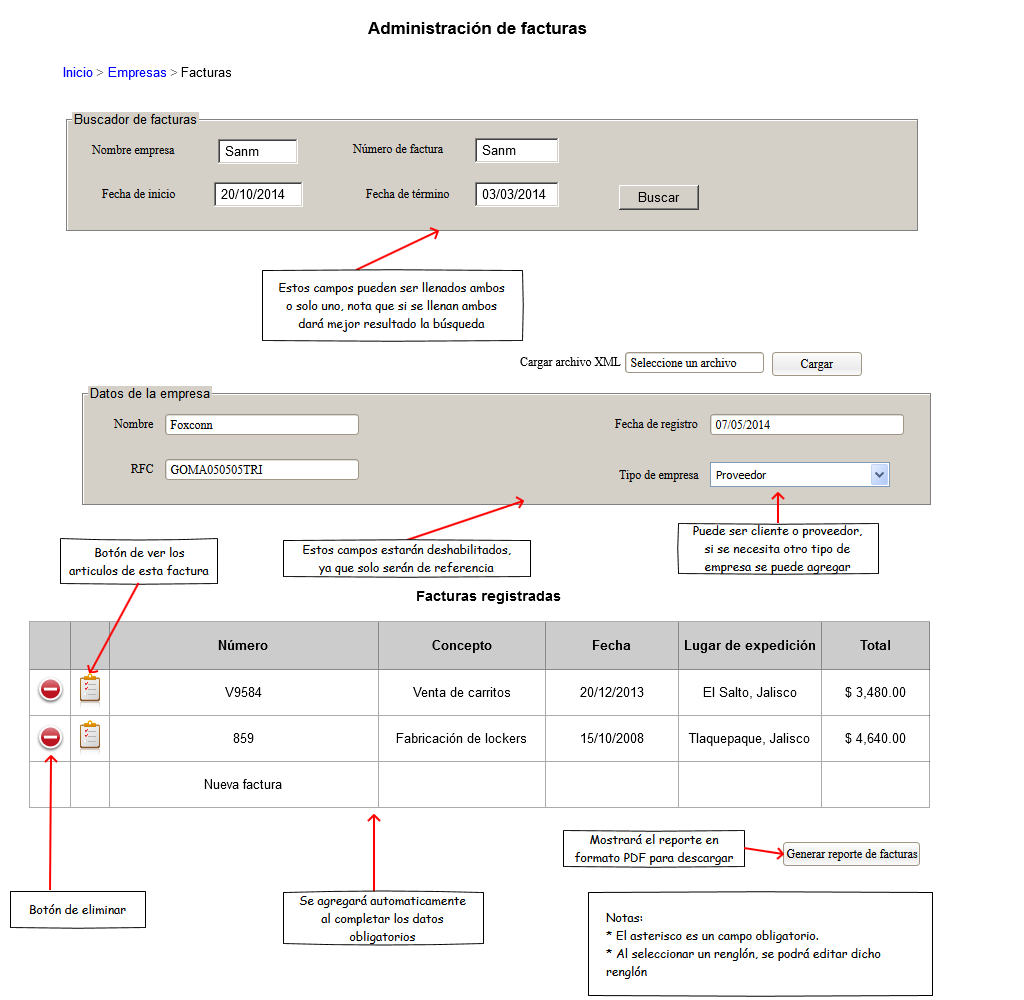 Administración de facturas
Inicio > Empresas > Facturas
Buscador de facturas
Nombre empresa Sanm Número de factura Sanm
Fecha de inicio 20/10/2014 Fecha de término 03/03/2014 Buscar
Estos campos pueden ser llenados ambos
o solo uno, nota que si se llenan ambos
dará mejor resultado la búsqueda
Cargar archivo XML Seleccione un archivo Cargar
Datos de la empresa
Nombre Foxconn Fecha de registro 07/05/2014
RFC GOMA050505TRI Tipo de empresa Proveedor
Botón de ver los
articulos de esta factura
Estos campos estarán deshabilitados,
ya que solo serán de referencia
Puede ser cliente o proveedor,
si se necesita otro tipo de
empresa se puede agregar
Facturas registradas
Número Concepto Fecha Lugar de expedición Total
V9584 Venta de carritos 20/12/2013 El Salto, Jalisco $ 3,480.00
859 Fabricación de lockers 15/10/2008 Tlaquepaque, Jalisco $ 4,640.00
Nueva factura
Mostrará el reporte en
formato PDF para descargar
Generar reporte de facturas
Botón de eliminar
Se agregará automaticamente
al completar los datos
obligatorios
Notas:
* El asterisco es un campo obligatorio.
* Al seleccionar un renglón, se podrá editar dicho
renglón